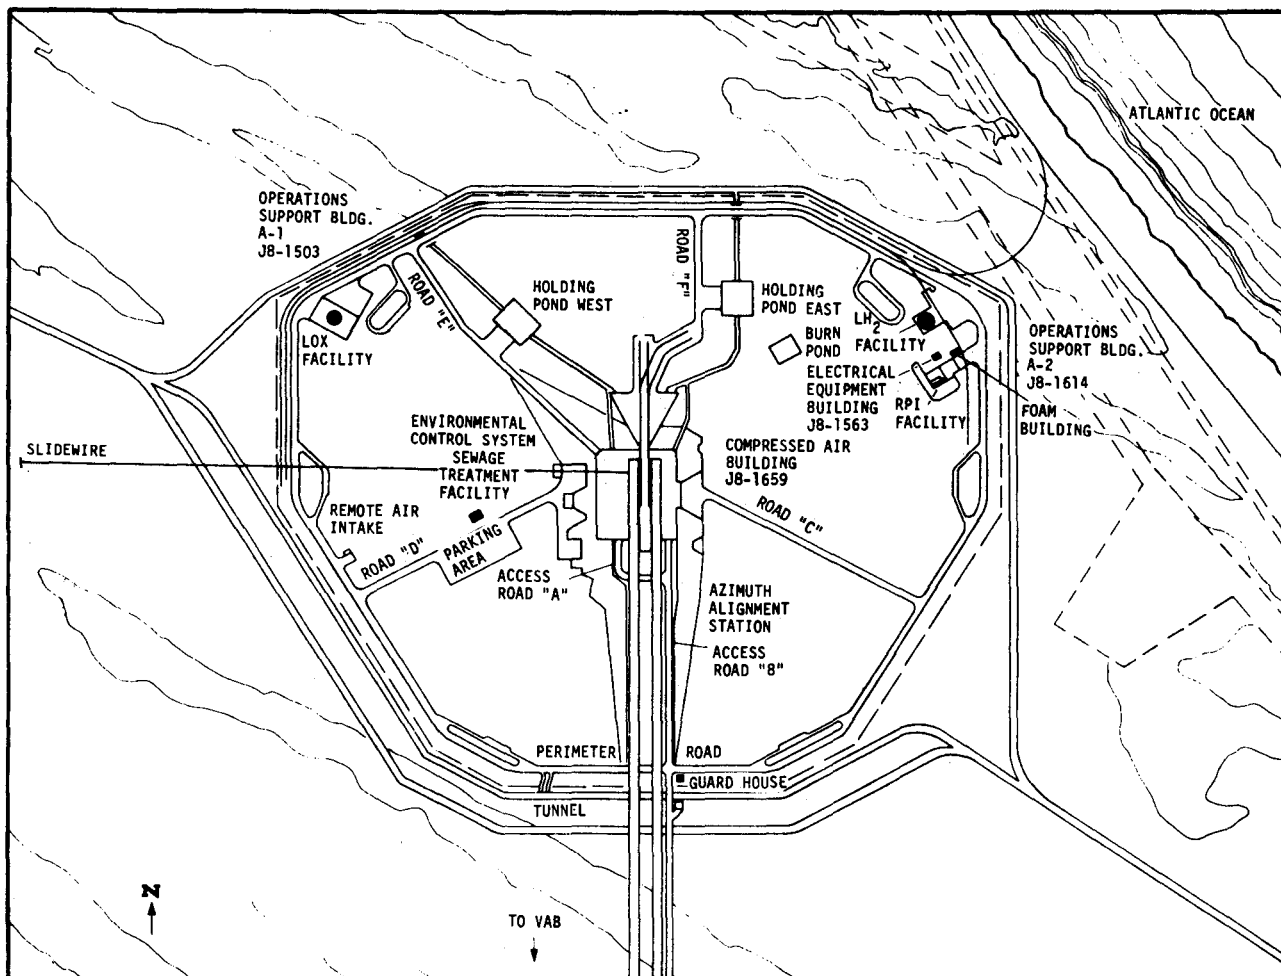 ATLANTIC OCEAN
OPERATIONS
SUPPORT BLDG.
A-1
J8-1503
ROAD "E"
HOLDING
POND WEST
ROAD "F"
HOLDING
POND EAST
BURN
POND
LH2
FACILITY
LOX
FACILITY
OPERATIONS
SUPPORT BLDG.
A-2
J8-1614
ELECTRICAL
EQUIPMENT
BUILDING
J8-1563
RPI
FACILITY
FOAM
BUILDING
ENVIRONMENTAL
CONTROL SYSTEM
SEWAGE
TREATMENT
FACILITY
SLIDEWIRE
COMPRESSED AIR
BUILDING
J8-1659
REMOTE AIR
INTAKE
ROAD "C"
ROAD "D"
PARKING
AREA
ACCESS
ROAD "A"
AZIMUTH
ALIGNMENT
STATION
ACCESS
ROAD "8"
PERIMETER ROAD
GUARD HOUSE
TUNNEL
N
TO VAB